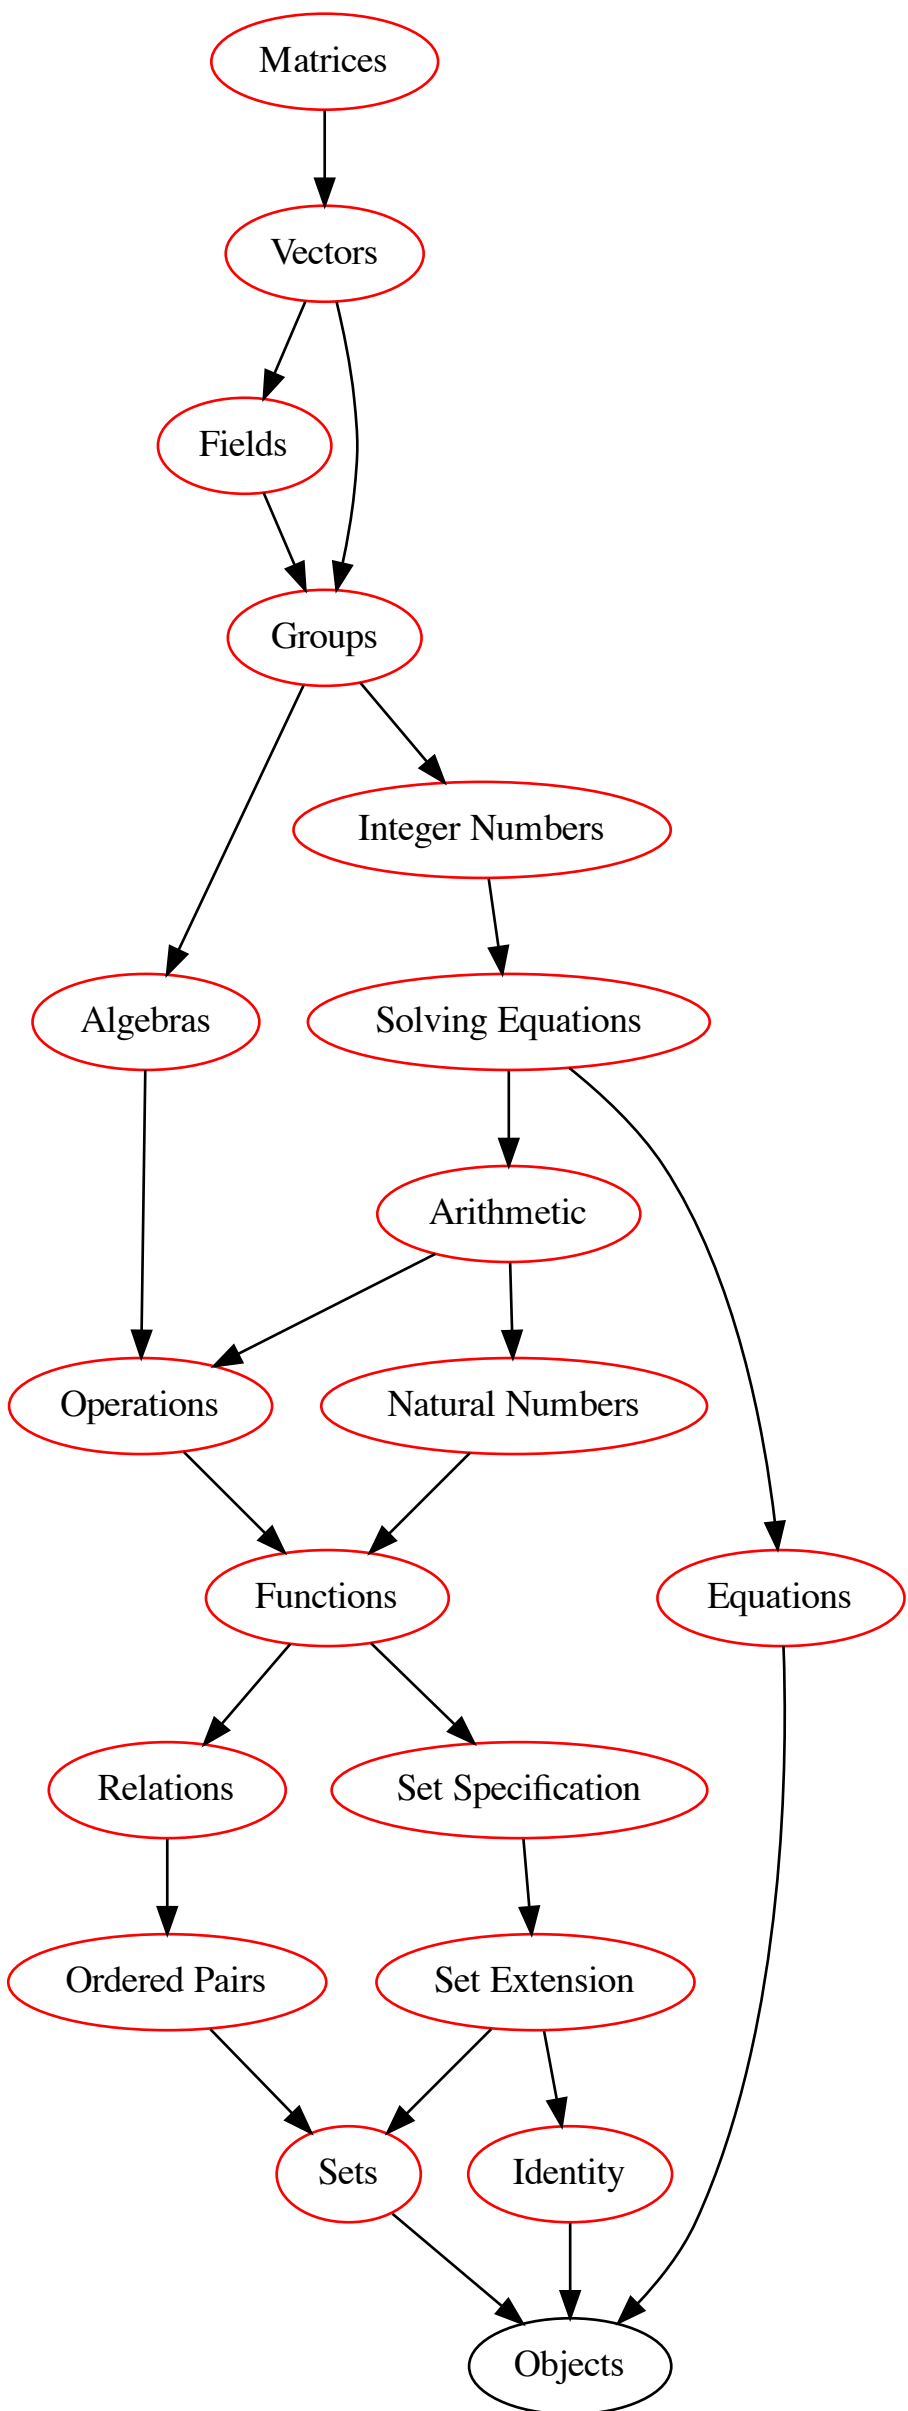 Matrices
Vectors
Fields
Groups
Integer Numbers
Algebras
Solving Equations
Arithmetic
Operations
Natural Numbers
Functions
Equations
Relations
Set Specification
Ordered Pairs
Set Extension
Sets
Identity
Objects